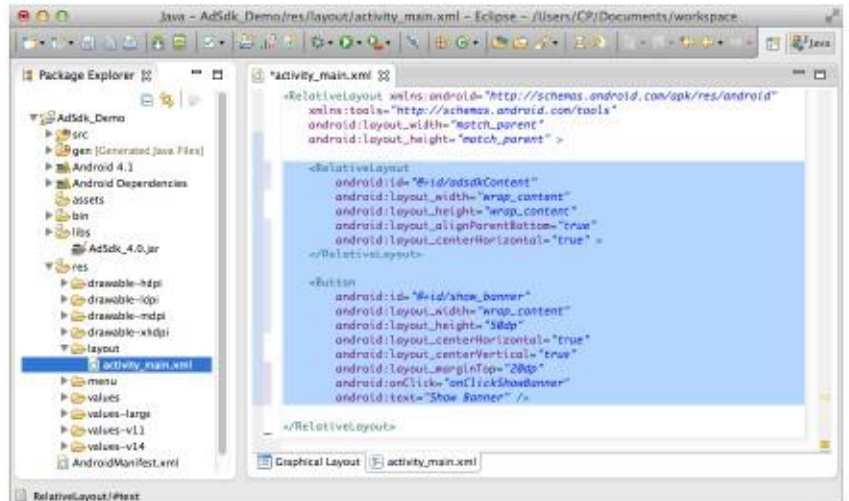 Java - AdSdk_Demo/res/layout/activity_main.xml - Eclipse - /Users/CP/Documents/workspace
Java
Package Explorer
AdSdk_Demo
src
gen [Generated Java Files]
Android 4.1
Android Dependencies
assets
bin
libs
AdSdk_4.0.jar
res
drawable-hdpi
drawable-ldpi
drawable-mdpi
drawable-xhdpi
layout
activity_main.xml
menu
values
values-large
values-v11
values-v14
AndroidManifest.xml
*activity_main.xml
<RelativeLayout xmlns:android="http://schemas.android.com/apk/res/android"
xmlns:tools="http://schemas.android.com/tools"
android:layout_width="match_parent"
android:layout_height="match_parent" >
<RelativeLayout
android:id="@+id/adsdkContent"
android:layout_width="wrap_content"
android:layout_height="wrap_content"
android:layout_alignParentBottom="true"
android:layout_centerHorizontal="true" >
</RelativeLayout>
<Button
android:id="@+id/show_banner"
android:layout_width="wrap_content"
android:layout_height="50dp"
android:layout_centerHorizontal="true"
android:layout_centerVertical="true"
android:layout_marginTop="20dp"
android:onClick="onClickShowBanner"
android:text="Show Banner" />
</RelativeLayout>
Graphical Layout
activity_main.xml
RelativeLayout/#text